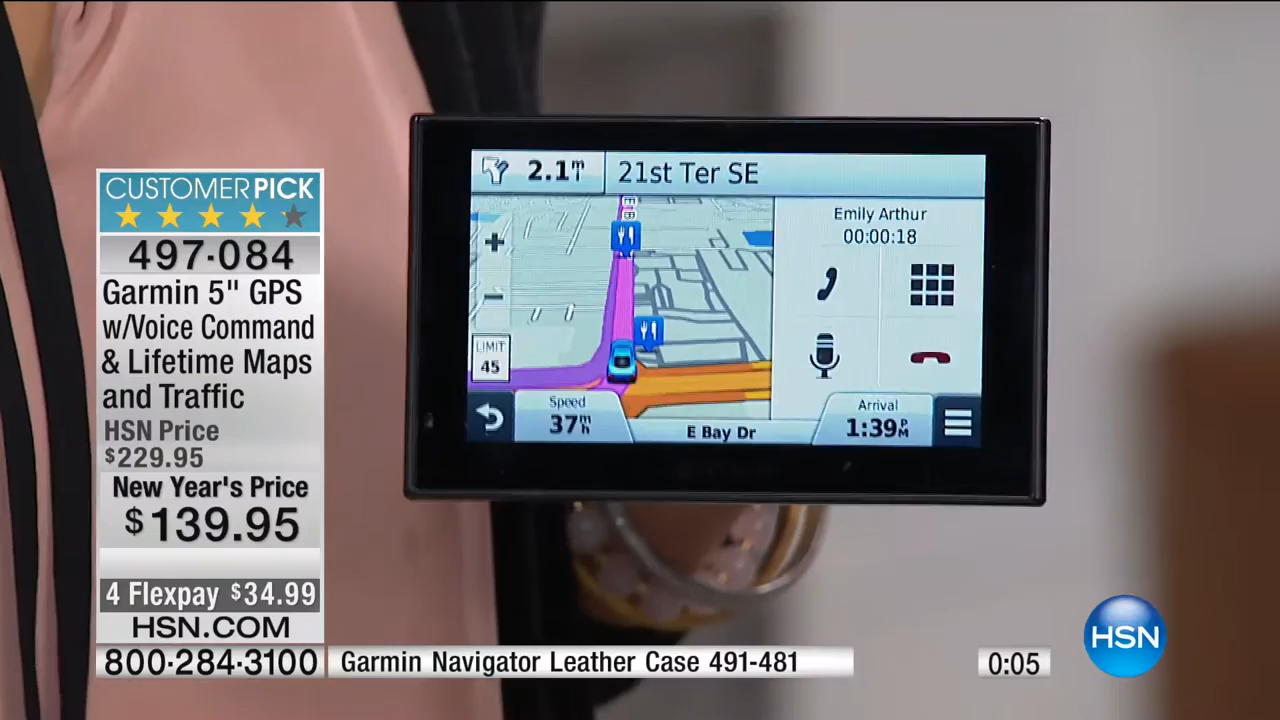 CUSTOMER PICK
497·084
Garmin 5" GPS
w/Voice Command
& Lifetime Maps
and Traffic
HSN Price
$229.95
New Year's Price
$139.95
4 Flexpay $34.99
HSN.COM
800·284·3100
Garmin Navigator Leather Case 491-481
0:05
HSN
2.1 mi
21st Ter SE
Emily Arthur
00:00:18
LIMIT
45
Speed
37 mh
E Bay Dr
Arrival
1:39 PM